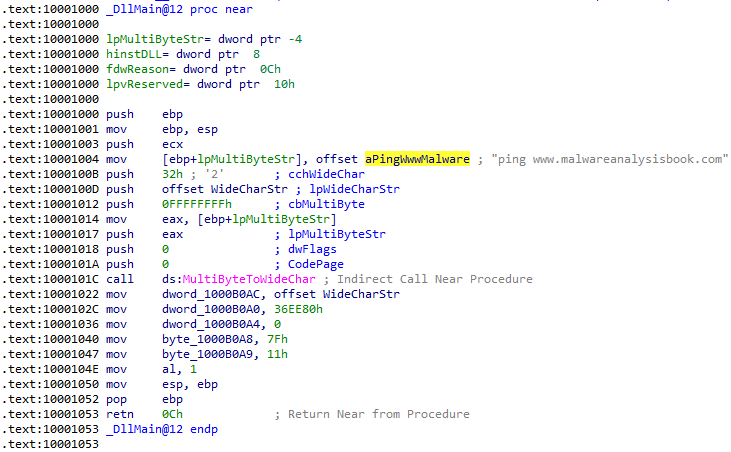 .text:10001000 _DllMain@12 proc near
.text:10001000
.text:10001000 lpMultiByteStr= dword ptr -4
.text:10001000 hinstDLL= dword ptr  8
.text:10001000 fdwReason= dword ptr  0Ch
.text:10001000 lpvReserved= dword ptr  10h
.text:10001000
.text:10001000 push    ebp
.text:10001001 mov     ebp, esp
.text:10001003 push    ecx
.text:10001004 mov     [ebp+lpMultiByteStr], offset aPingWwwMalware ; "ping www.malwareanalysisbook.com"
.text:1000100B push    32h ; '2'       ; cchWideChar
.text:1000100D push    offset WideCharStr ; lpWideCharStr
.text:10001012 push    0FFFFFFFFh      ; cbMultiByte
.text:10001014 mov     eax, [ebp+lpMultiByteStr]
.text:10001017 push    eax             ; lpMultiByteStr
.text:10001018 push    0               ; dwFlags
.text:1000101A push    0               ; CodePage
.text:1000101C call    ds:MultiByteToWideChar ; Indirect Call Near Procedure
.text:10001022 mov     dword_1000B0AC, offset WideCharStr
.text:1000102C mov     dword_1000B0A0, 36EE80h
.text:10001036 mov     dword_1000B0A4, 0
.text:10001040 mov     byte_1000B0A8, 7Fh
.text:10001047 mov     byte_1000B0A9, 11h
.text:1000104E mov     al, 1
.text:10001050 mov     esp, ebp
.text:10001052 pop     ebp
.text:10001053 retn    0Ch             ; Return Near from Procedure
.text:10001053 _DllMain@12 endp
.text:10001053